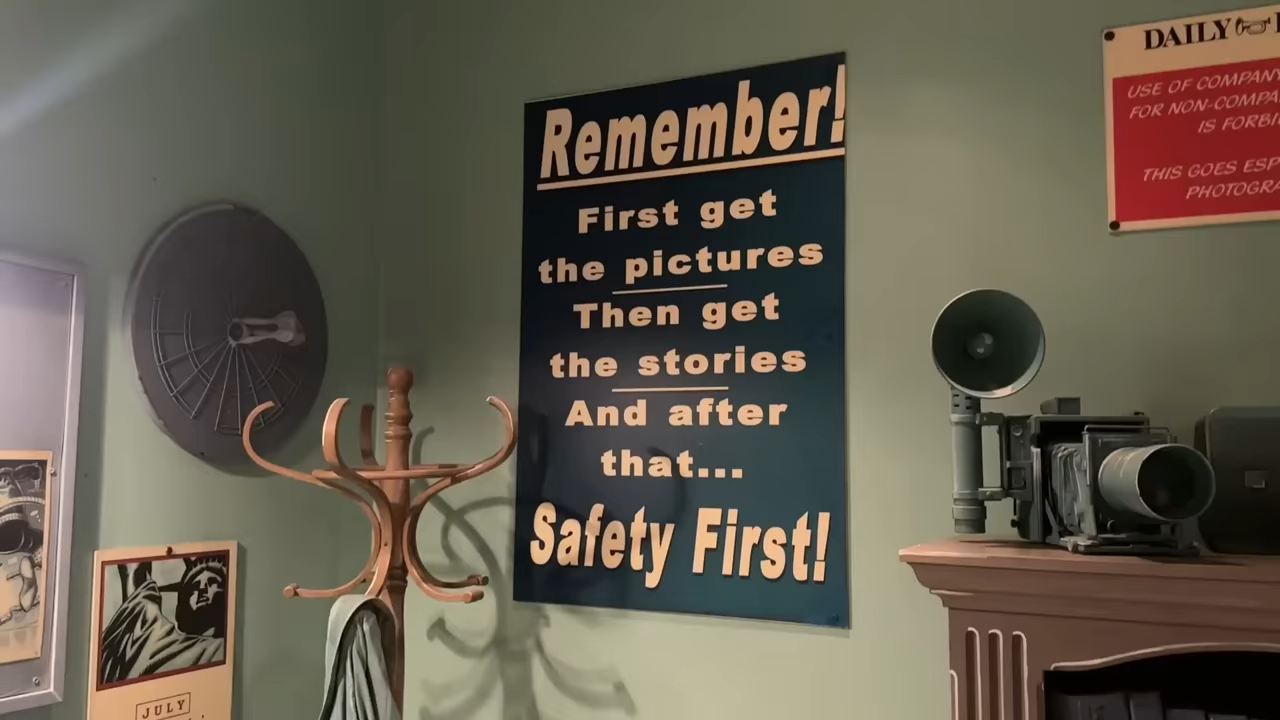 Remember!
First get
the pictures
Then get
the stories
And after
that...
Safety First!
DAILY
USE OF COMPANY
FOR NON-COMPA
IS FORBI
THIS GOES ESP
PHOTOGRA
JULY